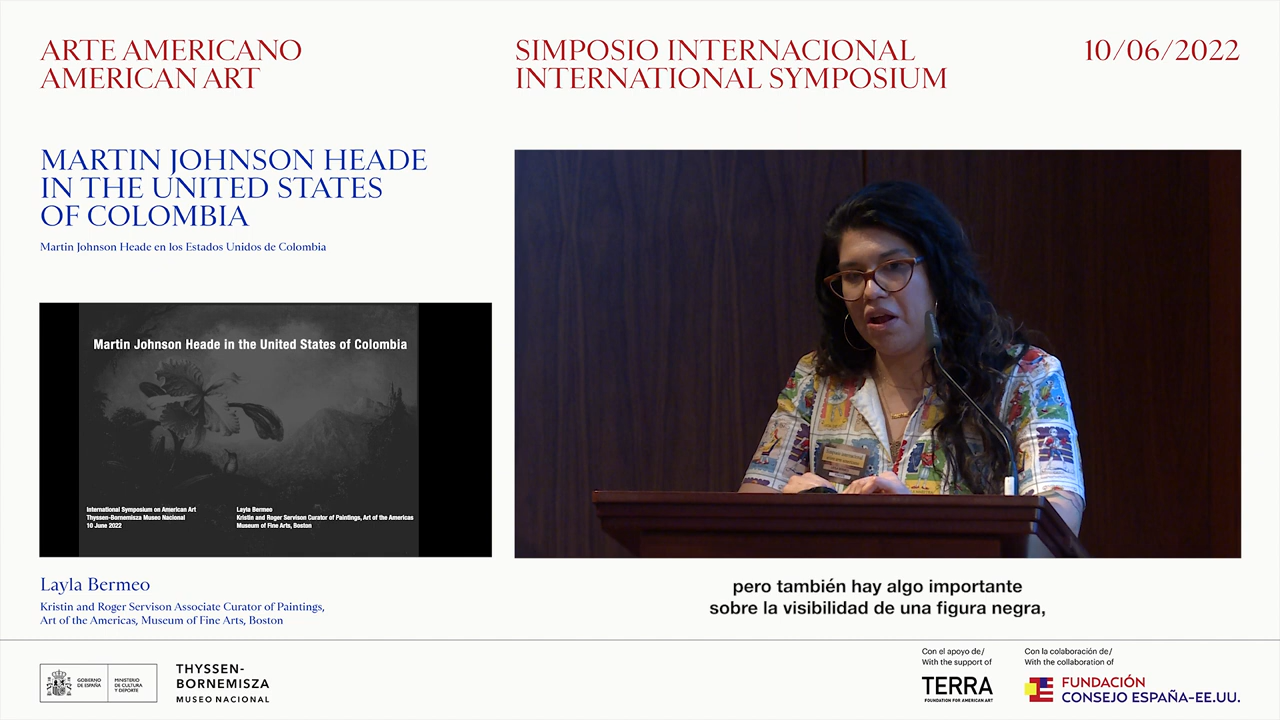 ARTE AMERICANO
AMERICAN ART
SIMPOSIO INTERNACIONAL
INTERNATIONAL SYMPOSIUM
10/06/2022
MARTIN JOHNSON HEADE
IN THE UNITED STATES
OF COLOMBIA
Martin Johnson Heade en los Estados Unidos de Colombia
Martin Johnson Heade in the United States of Colombia
International Symposium on American Art
Thyssen-Bornemisza Museo Nacional
10 June 2022
Layla Bermeo
Kristin and Roger Servison Curator of Paintings, Art of the Americas
Museum of Fine Arts, Boston
Layla Bermeo
Kristin and Roger Servison Associate Curator of Paintings,
Art of the Americas, Museum of Fine Arts, Boston
pero también hay algo importante
sobre la visibilidad de una figura negra,
GOBIERNO
DE ESPAÑA
MINISTERIO
DE CULTURA
Y DEPORTE
THYSSEN-
BORNEMISZA
MUSEO NACIONAL
Con el apoyo de/
With the support of
TERRA
FOUNDATION FOR AMERICAN ART
Con la colaboración de/
With the collaboration of
FUNDACIÓN
CONSEJO ESPAÑA-EE.UU.